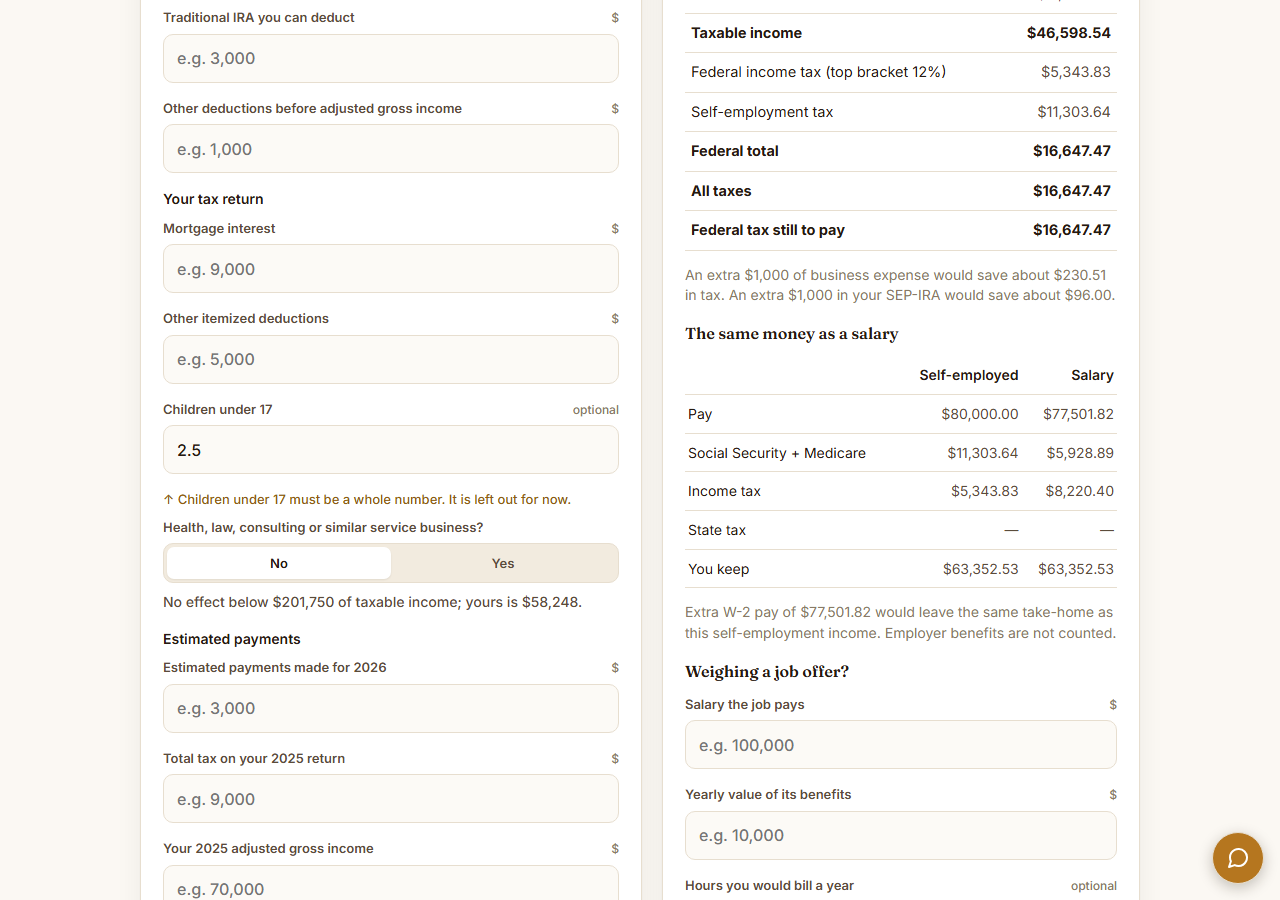 Traditional IRA you can deduct $
e.g. 3,000
Other deductions before adjusted gross income $
e.g. 1,000
Your tax return
Mortgage interest $
e.g. 9,000
Other itemized deductions $
e.g. 5,000
Children under 17 optional
2.5
↑ Children under 17 must be a whole number. It is left out for now.
Health, law, consulting or similar service business?
No Yes
No effect below $201,750 of taxable income; yours is $58,248.
Estimated payments
Estimated payments made for 2026 $
e.g. 3,000
Total tax on your 2025 return $
e.g. 9,000
Your 2025 adjusted gross income $
e.g. 70,000
Taxable income $46,598.54
Federal income tax (top bracket 12%) $5,343.83
Self-employment tax $11,303.64
Federal total $16,647.47
All taxes $16,647.47
Federal tax still to pay $16,647.47
An extra $1,000 of business expense would save about $230.51
in tax. An extra $1,000 in your SEP-IRA would save about $96.00.
The same money as a salary
Self-employed Salary
Pay $80,000.00 $77,501.82
Social Security + Medicare $11,303.64 $5,928.89
Income tax $5,343.83 $8,220.40
State tax — —
You keep $63,352.53 $63,352.53
Extra W-2 pay of $77,501.82 would leave the same take-home as
this self-employment income. Employer benefits are not counted.
Weighing a job offer?
Salary the job pays $
e.g. 100,000
Yearly value of its benefits $
e.g. 10,000
Hours you would bill a year optional